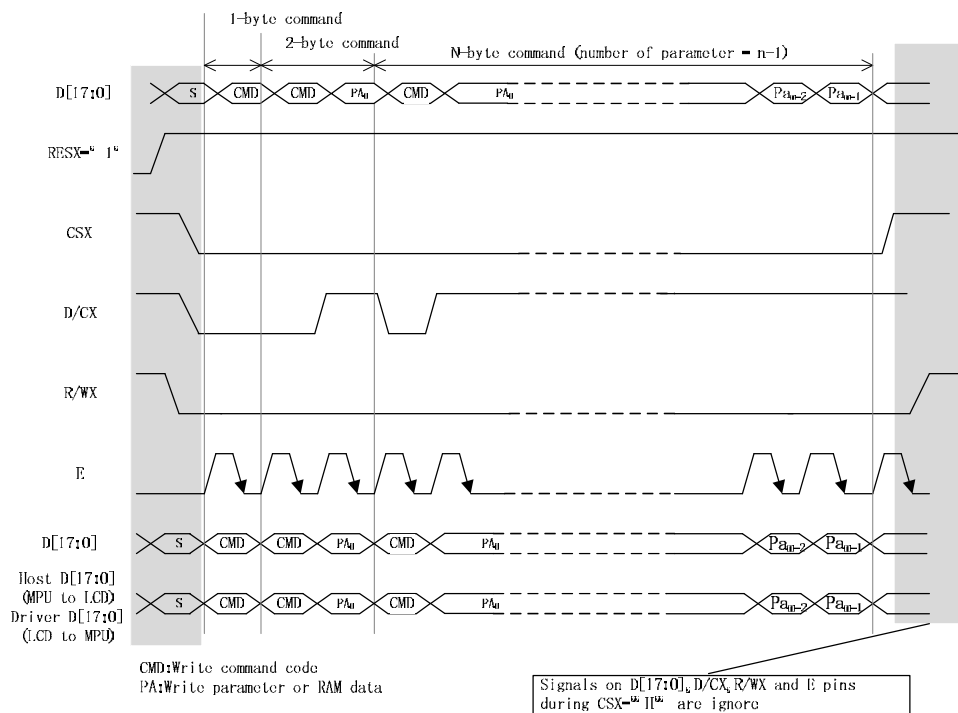 1-byte command
2-byte command
N-byte command (number of parameter = n-1)
D[17:0] S CMD CMD PA₀ CMD PA₀ Paₙ₋₂ Paₙ₋₁
RESX="1"
CSX
D/CX
R/WX
E
D[17:0] S CMD CMD PA₀ CMD PA₀ Paₙ₋₂ Paₙ₋₁
Host D[17:0]
(MPU to LCD)
Driver D[17:0]
(LCD to MPU)
S CMD CMD PA₀ CMD PA₀ Paₙ₋₂ Paₙ₋₁
CMD:Write command code
PA:Write parameter or RAM data
Signals on D[17:0], D/CX, R/WX and E pins
during CSX="H" are ignore